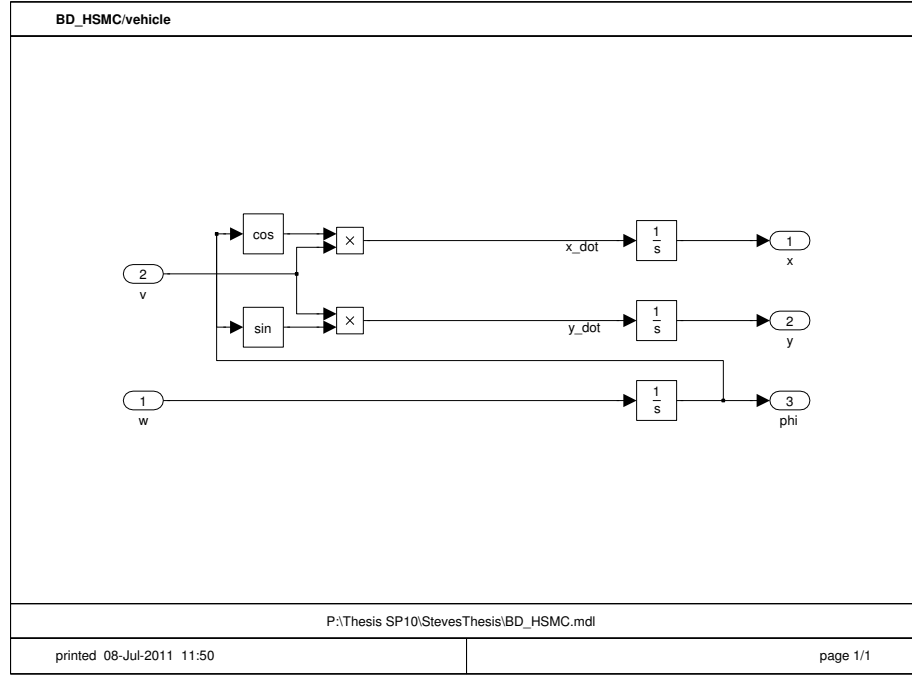 BD_HSMC/vehicle
cos
×
x_dot
1
s
1
x
2
v
sin
×
y_dot
1
s
2
y
1
w
1
s
3
phi
P:\Thesis SP10\StevesThesis\BD_HSMC.mdl
printed 08-Jul-2011 11:50
page 1/1